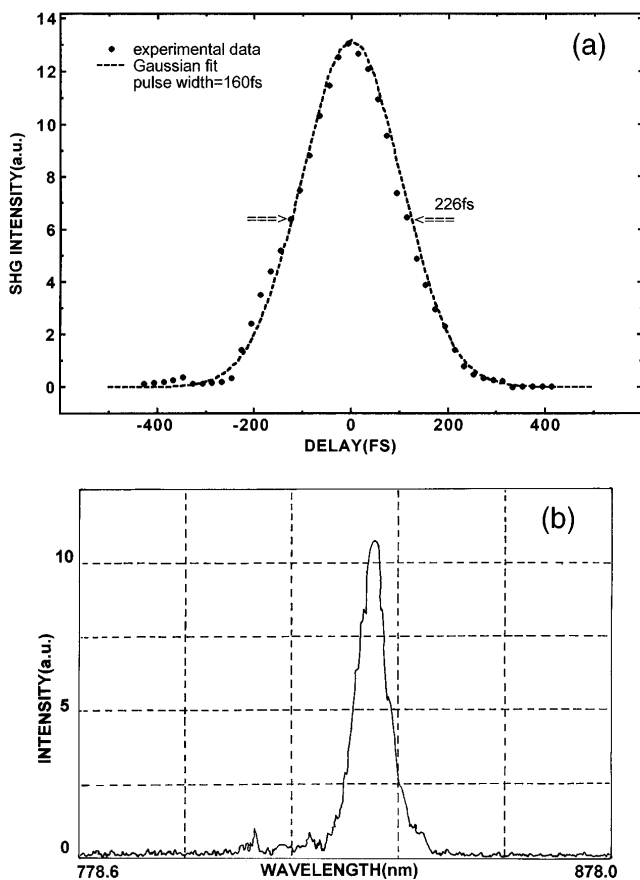 14
(a)
experimental data
Gaussian fit
pulse width=160fs
12
10
8
226fs
6
4
2
0
SHG INTENSITY(a.u.)
-400
-200
0
200
400
DELAY(FS)
(b)
10
5
0
INTENSITY(a.u.)
778.6
WAVELENGTH(nm)
878.0